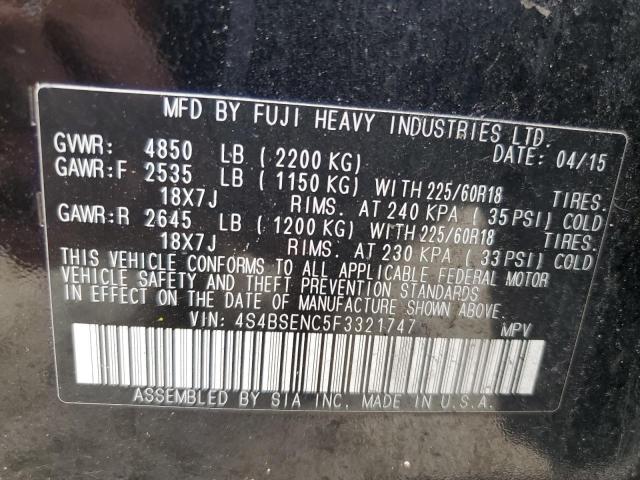 MFD BY FUJI HEAVY INDUSTRIES LTD.
GVWR: 4850 LB ( 2200 KG) DATE: 04/15
GAWR:F 2535 LB ( 1150 KG) WITH 225/60R18 TIRES.
18X7J RIMS. AT 240 KPA ( 35 PSI) COLD
GAWR:R 2645 LB ( 1200 KG) WITH 225/60R18 TIRES.
18X7J RIMS. AT 230 KPA ( 33 PSI) COLD
THIS VEHICLE CONFORMS TO ALL APPLICABLE FEDERAL MOTOR
VEHICLE SAFETY AND THEFT PREVENTION STANDARDS
IN EFFECT ON THE DATE OF MANUFACTURE SHOWN ABOVE.
VIN: 4S4BSENC5F3321747 MPV
ASSEMBLED BY SIA INC. MADE IN U.S.A.